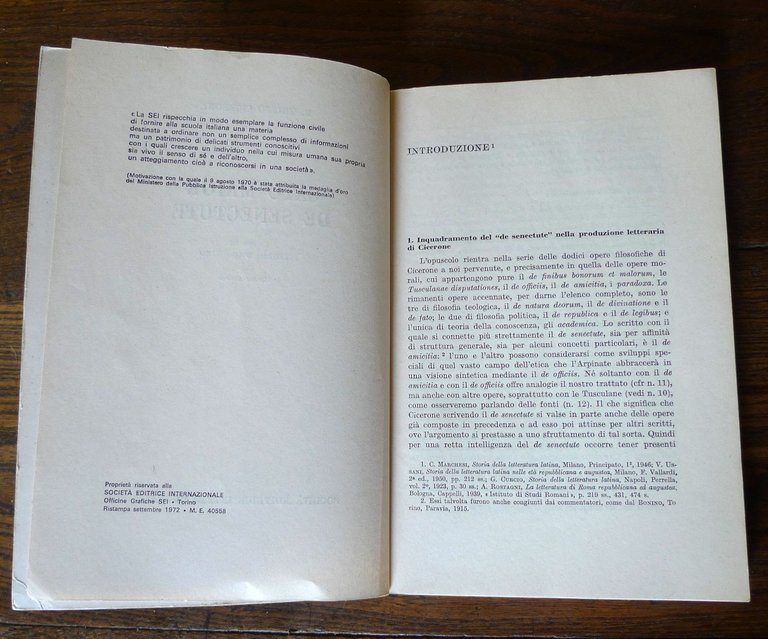 « La SEI rispecchia in modo esemplare la funzione civile
di fornire alla scuola italiana una materia
destinata a ordinare non un semplice complesso di informazioni
ma un patrimonio di delicati strumenti conoscitivi
con i quali crescere un individuo nella cui misura umana sua propria
sia vivo il senso di sé e dell'altro,
un atteggiamento cioè a riconoscersi in una società».
(Motivazione con la quale il 9 agosto 1970 è stata attribuita la medaglia d'oro
del Ministero della Pubblica Istruzione alla Società Editrice Internazionale)
DE SENECTUTE
Proprietà riservata alla
SOCIETÀ EDITRICE INTERNAZIONALE
Officine Grafiche SEI • Torino
Ristampa settembre 1972 • M. E. 40558
INTRODUZIONE ¹
1. Inquadramento del "de senectute" nella produzione letteraria
di Cicerone
L'opuscolo rientra nella serie delle dodici opere filosofiche di
Cicerone a noi pervenute, e precisamente in quella delle opere mo-
rali, cui appartengono pure il de finibus bonorum et malorum, le
Tusculanae disputationes, il de officiis, il de amicitia, i paradoxa. Le
rimanenti opere accennate, per darne l'elenco completo, sono le
tre di filosofia teologica, il de natura deorum, il de divinatione e il
de fato; le due di filosofia politica, il de republica e il de legibus; e
l'unica di teoria della conoscenza, gli academica. Lo scritto con il
quale si connette più strettamente il de senectute, sia per affinità
di struttura generale, sia per alcuni concetti particolari, è il de
amicitia: ² l'uno e l'altro possono considerarsi come sviluppi spe-
ciali di quel vasto campo dell'etica che l'Arpinate abbraccerà in
una visione sintetica mediante il de officiis. Né soltanto con il de
amicitia e con il de officiis offre analogie il nostro trattato (cfr n. 11),
ma anche con altre opere, soprattutto con le Tusculane (vedi n. 10),
come osserveremo parlando delle fonti (n. 12). Il che significa che
Cicerone scrivendo il de senectute si valse in parte anche delle opere
già composte in precedenza e ad esso poi attinse per altri scritti,
ove l'argomento si prestasse a uno sfruttamento di tal sorta. Quindi
per una retta intelligenza del de senectute occorre tener presenti
1. C. MARCHESI, Storia della letteratura latina, Milano, Principato, 1⁸, 1946; V. US-
SANI, Storia della letteratura latina nelle età repubblicana e augustea, Milano, F. Vallardi,
2ª ed., 1950, pp. 212 ss.; G. CURCIO, Storia della letteratura latina, Napoli, Perrella,
vol. 2º, 1923, p. 30 ss.; A. ROSTAGNI, La letteratura di Roma repubblicana ed augustea,
Bologna, Cappelli, 1939, « Istituto di Studi Romani », p. 219 ss., 431, 474 s.
2. Essi talvolta furono anche congiunti dai commentatori, come dal BONINO, To-
rino, Paravia, 1915.